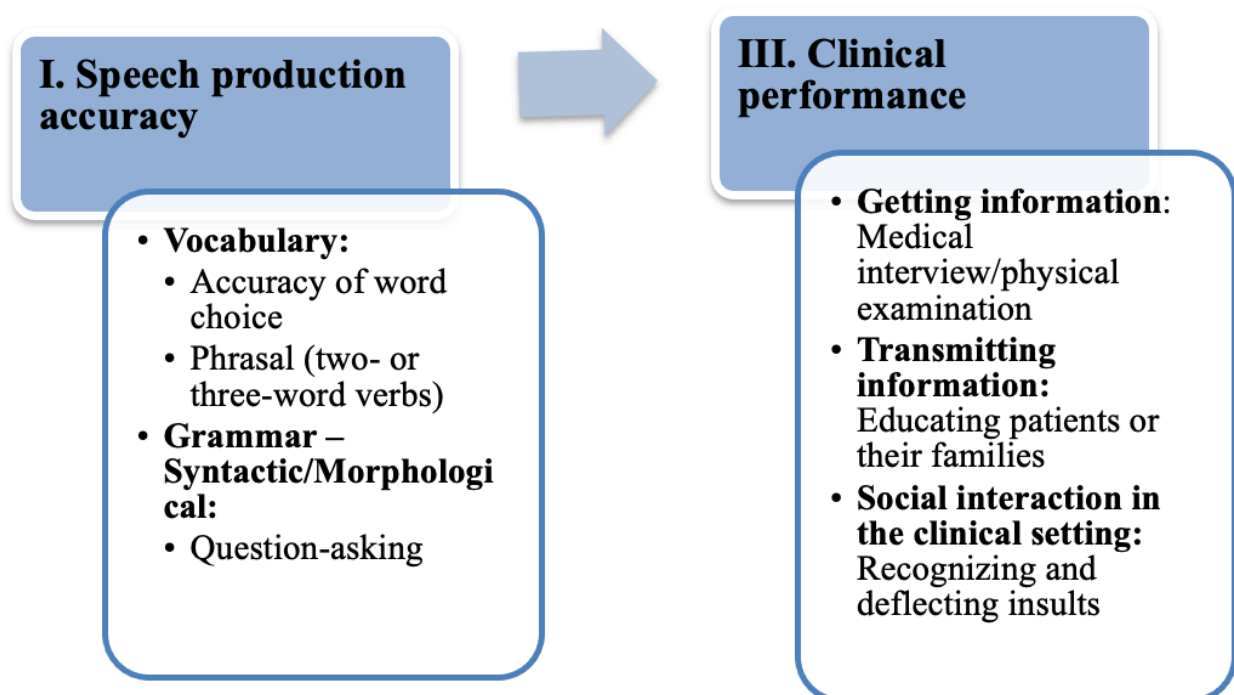 I. Speech production
accuracy
• Vocabulary:
• Accuracy of word
choice
• Phrasal (two- or
three-word verbs)
• Grammar –
Syntactic/Morphologi
cal:
• Question-asking
III. Clinical
performance
• Getting information:
Medical
interview/physical
examination
• Transmitting
information:
Educating patients or
their families
• Social interaction in
the clinical setting:
Recognizing and
deflecting insults